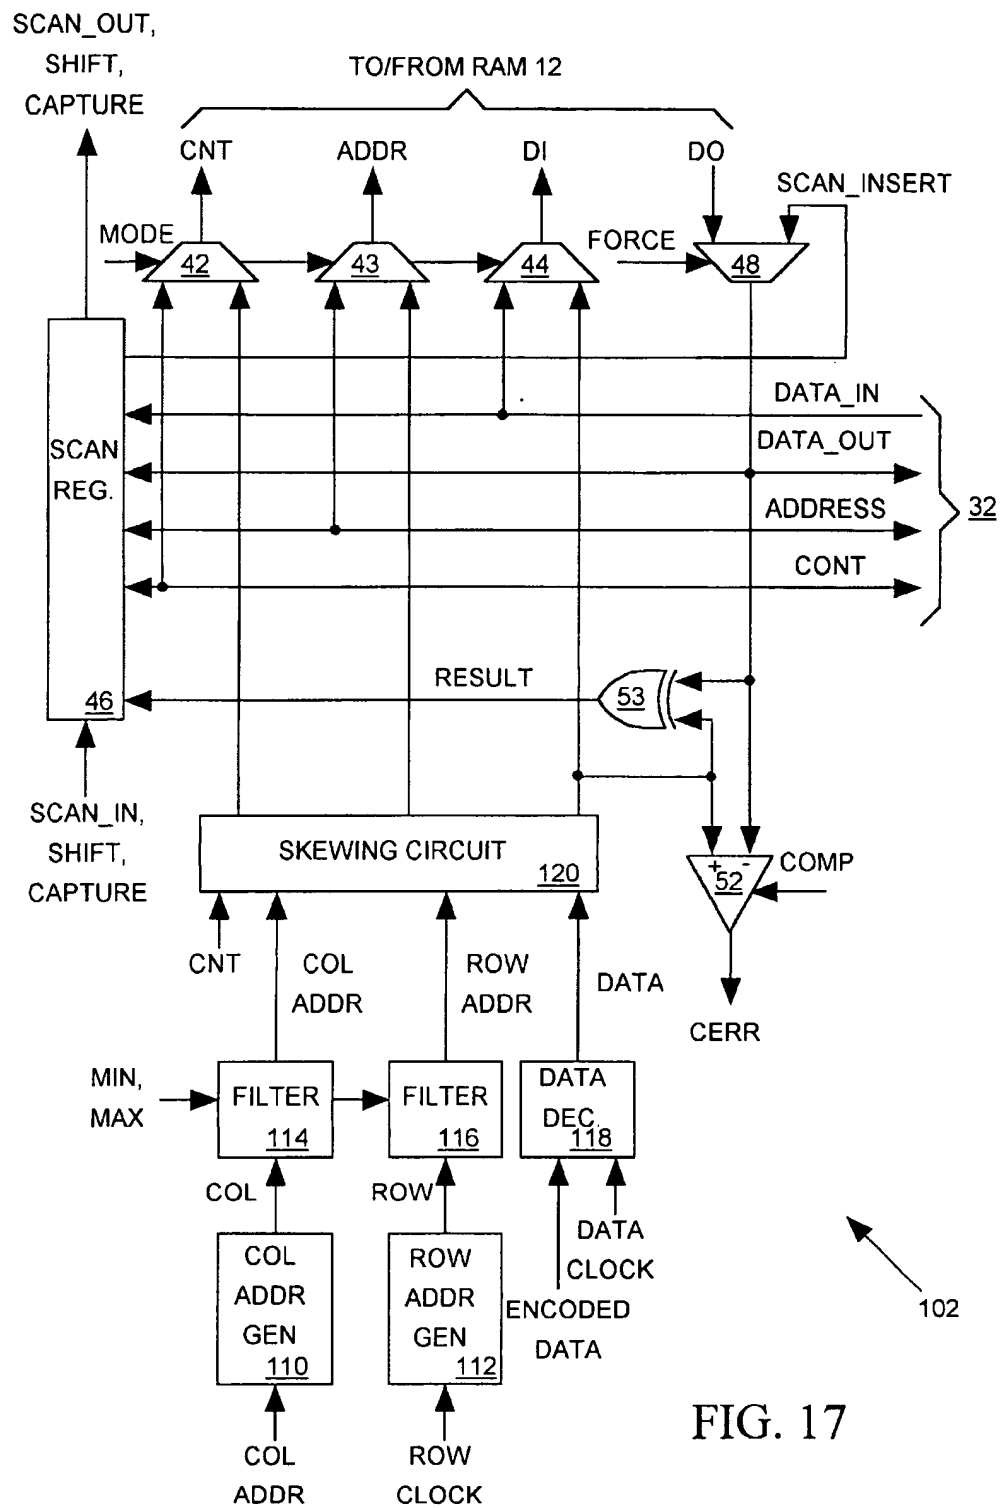 SCAN_OUT,
SHIFT,
CAPTURE
TO/FROM RAM 12
CNT
ADDR
DI
DO
SCAN_INSERT
MODE
42
43
44
FORCE
48
DATA_IN
SCAN
REG.
DATA_OUT
ADDRESS
32
CONT
RESULT
53
46
SCAN_IN,
SHIFT,
CAPTURE
SKEWING CIRCUIT
120
+ -
52
COMP
CNT
COL
ADDR
ROW
ADDR
DATA
CERR
MIN,
MAX
FILTER
114
FILTER
116
DATA
DEC.
118
COL
ROW
DATA
CLOCK
ENCODED
DATA
COL
ADDR
GEN
110
ROW
ADDR
GEN
112
102
COL
ADDR
ROW
CLOCK
FIG. 17